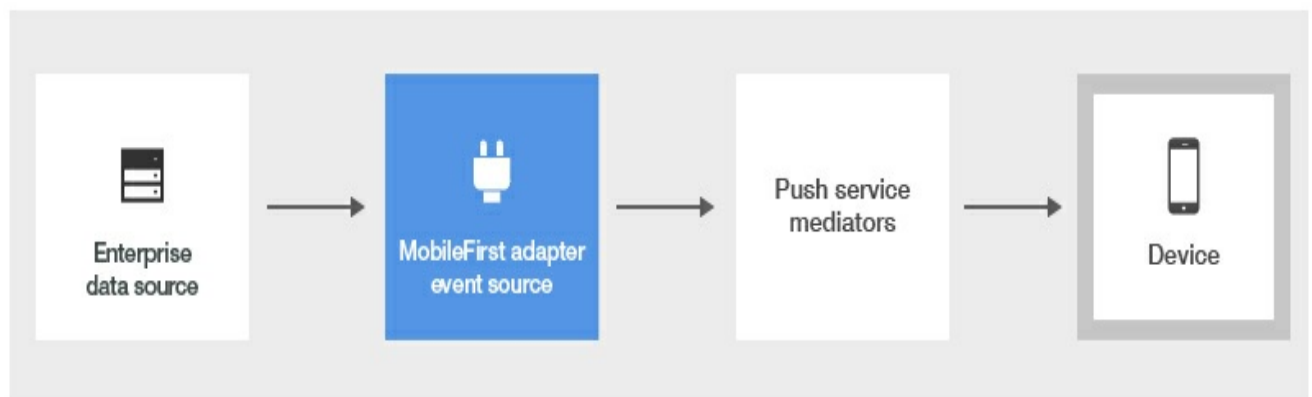 Enterprise
data source
MobileFirst adapter
event source
Push service
mediators
Device